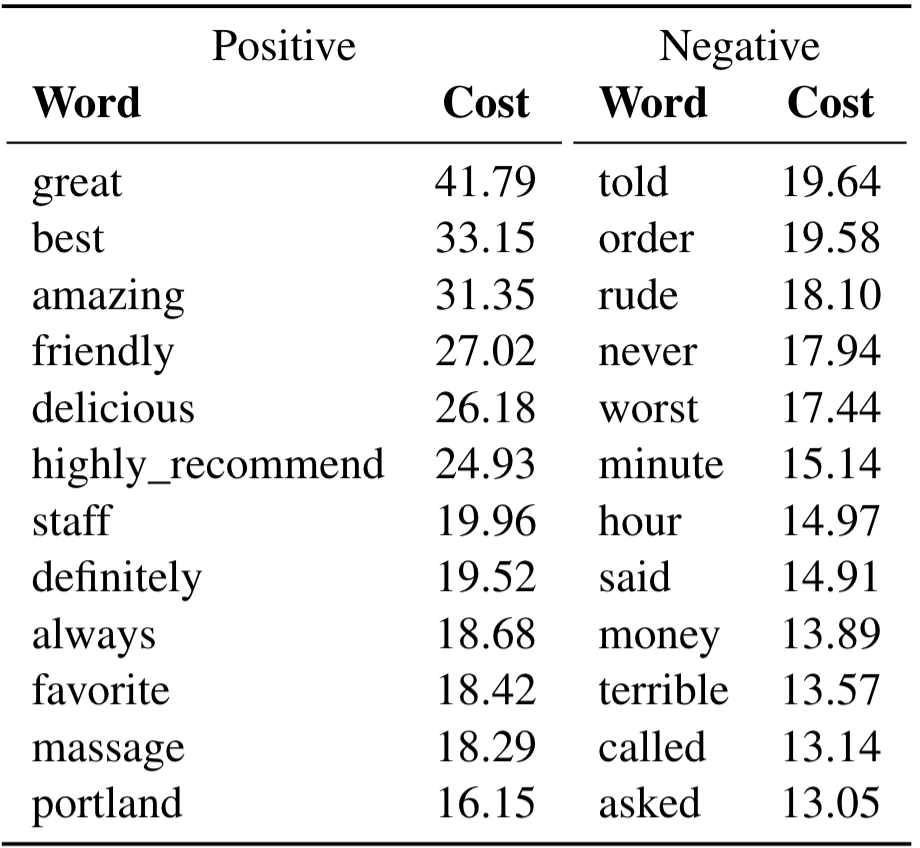 Positive Negative
Word Cost Word Cost
great 41.79 told 19.64
best 33.15 order 19.58
amazing 31.35 rude 18.10
friendly 27.02 never 17.94
delicious 26.18 worst 17.44
highly_recommend 24.93 minute 15.14
staff 19.96 hour 14.97
definitely 19.52 said 14.91
always 18.68 money 13.89
favorite 18.42 terrible 13.57
massage 18.29 called 13.14
portland 16.15 asked 13.05